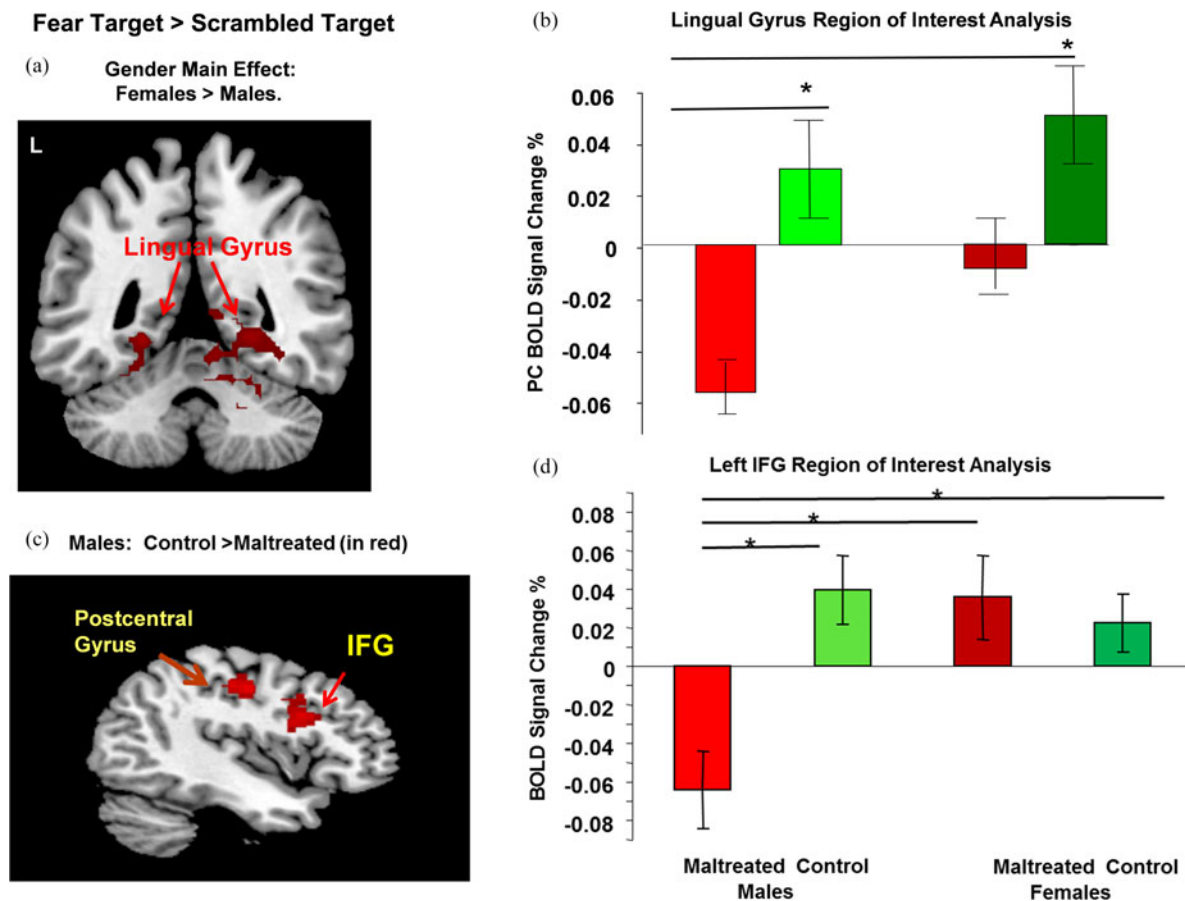 Fear Target > Scrambled Target
(a)
Gender Main Effect:
Females > Males.
L
Lingual Gyrus
(b)
Lingual Gyrus Region of Interest Analysis
PC BOLD Signal Change %
*
*
0.06
0.04
0.02
0
-0.02
-0.04
-0.06
(c) Males: Control >Maltreated (in red)
Postcentral
Gyrus
IFG
(d)
Left IFG Region of Interest Analysis
BOLD Signal Change %
*
*
*
0.08
0.06
0.04
0.02
0
-0.02
-0.04
-0.06
-0.08
Maltreated Control
Males
Maltreated Control
Females